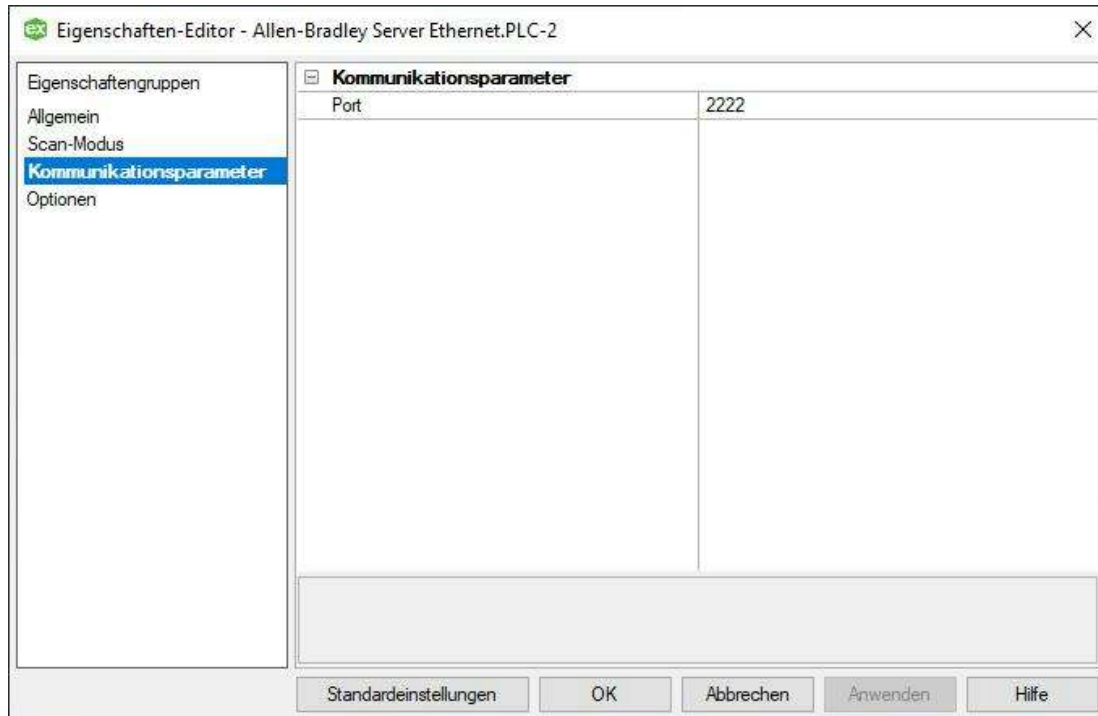 Eigenschaften-Editor - Allen-Bradley Server Ethernet.PLC-2
Eigenschaftengruppen
Allgemein
Scan-Modus
Kommunikationsparameter
Optionen
Kommunikationsparameter
Port 2222
Standardeinstellungen OK Abbrechen Anwenden Hilfe